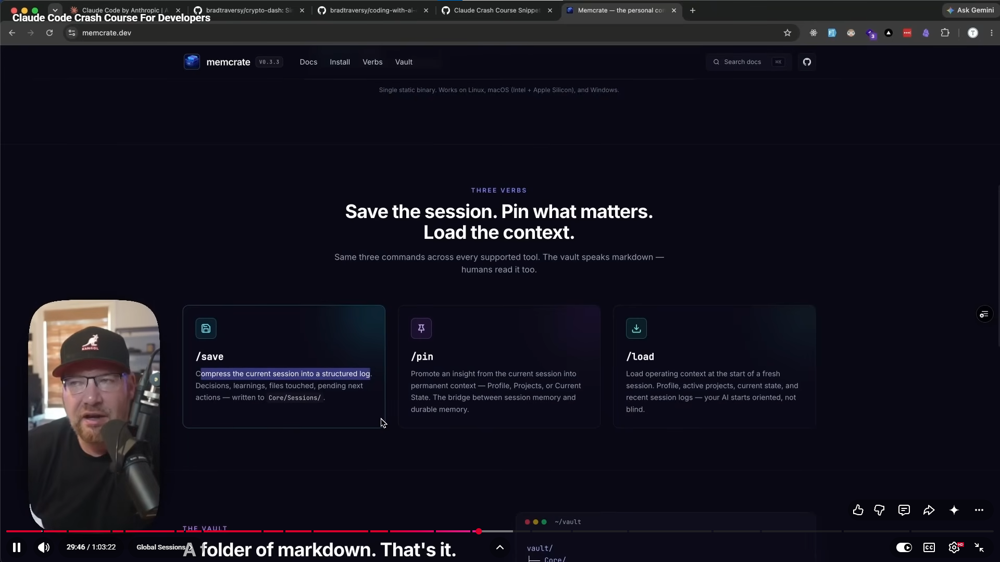 Claude Code by Anthropic | A
bradtraversy/crypto-dash: Sim
bradtraversy/coding-with-ai-
Claude Crash Course Snippet
Memcrate — the personal con
Ask Gemini
Claude Code Crash Course For Developers
memcrate.dev
3
T
memcrate
V0.3.3
Docs
Install
Verbs
Vault
Search docs
⌘K
Single static binary. Works on Linux, macOS (Intel + Apple Silicon), and Windows.
THREE VERBS
Save the session. Pin what matters.
Load the context.
Same three commands across every supported tool. The vault speaks markdown —
humans read it too.
KANGOL
/save
Compress the current session into a structured log.
Decisions, learnings, files touched, pending next
actions — written to Core/Sessions/ .
/pin
Promote an insight from the current session into
permanent context — Profile, Projects, or Current
State. The bridge between session memory and
durable memory.
/load
Load operating context at the start of a fresh
session. Profile, active projects, current state, and
recent session logs — your AI starts oriented, not
blind.
THE VAULT
~/vault
29:46 / 1:03:22
Global Sessions
A folder of markdown. That's it.
vault/
├── Core/
CC
HD